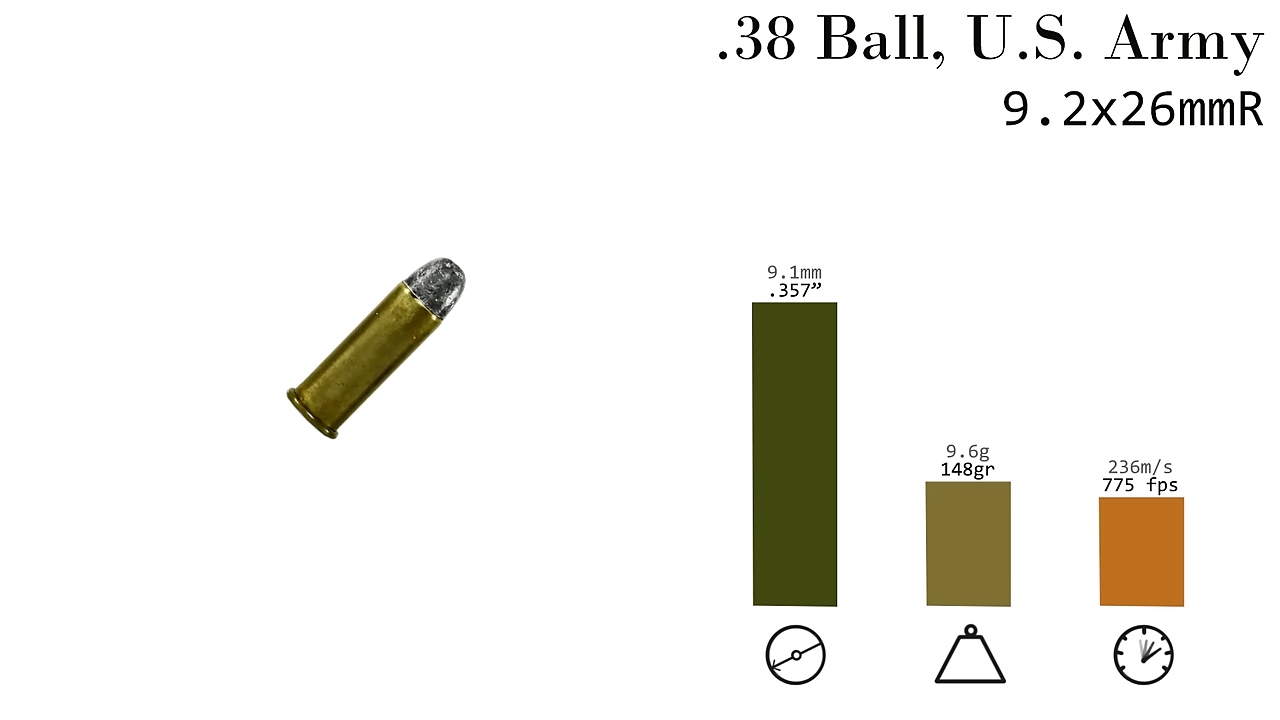 .38 Ball, U.S. Army
9.2x26mmR
9.1mm
.357”
9.6g
148gr
236m/s
775 fps